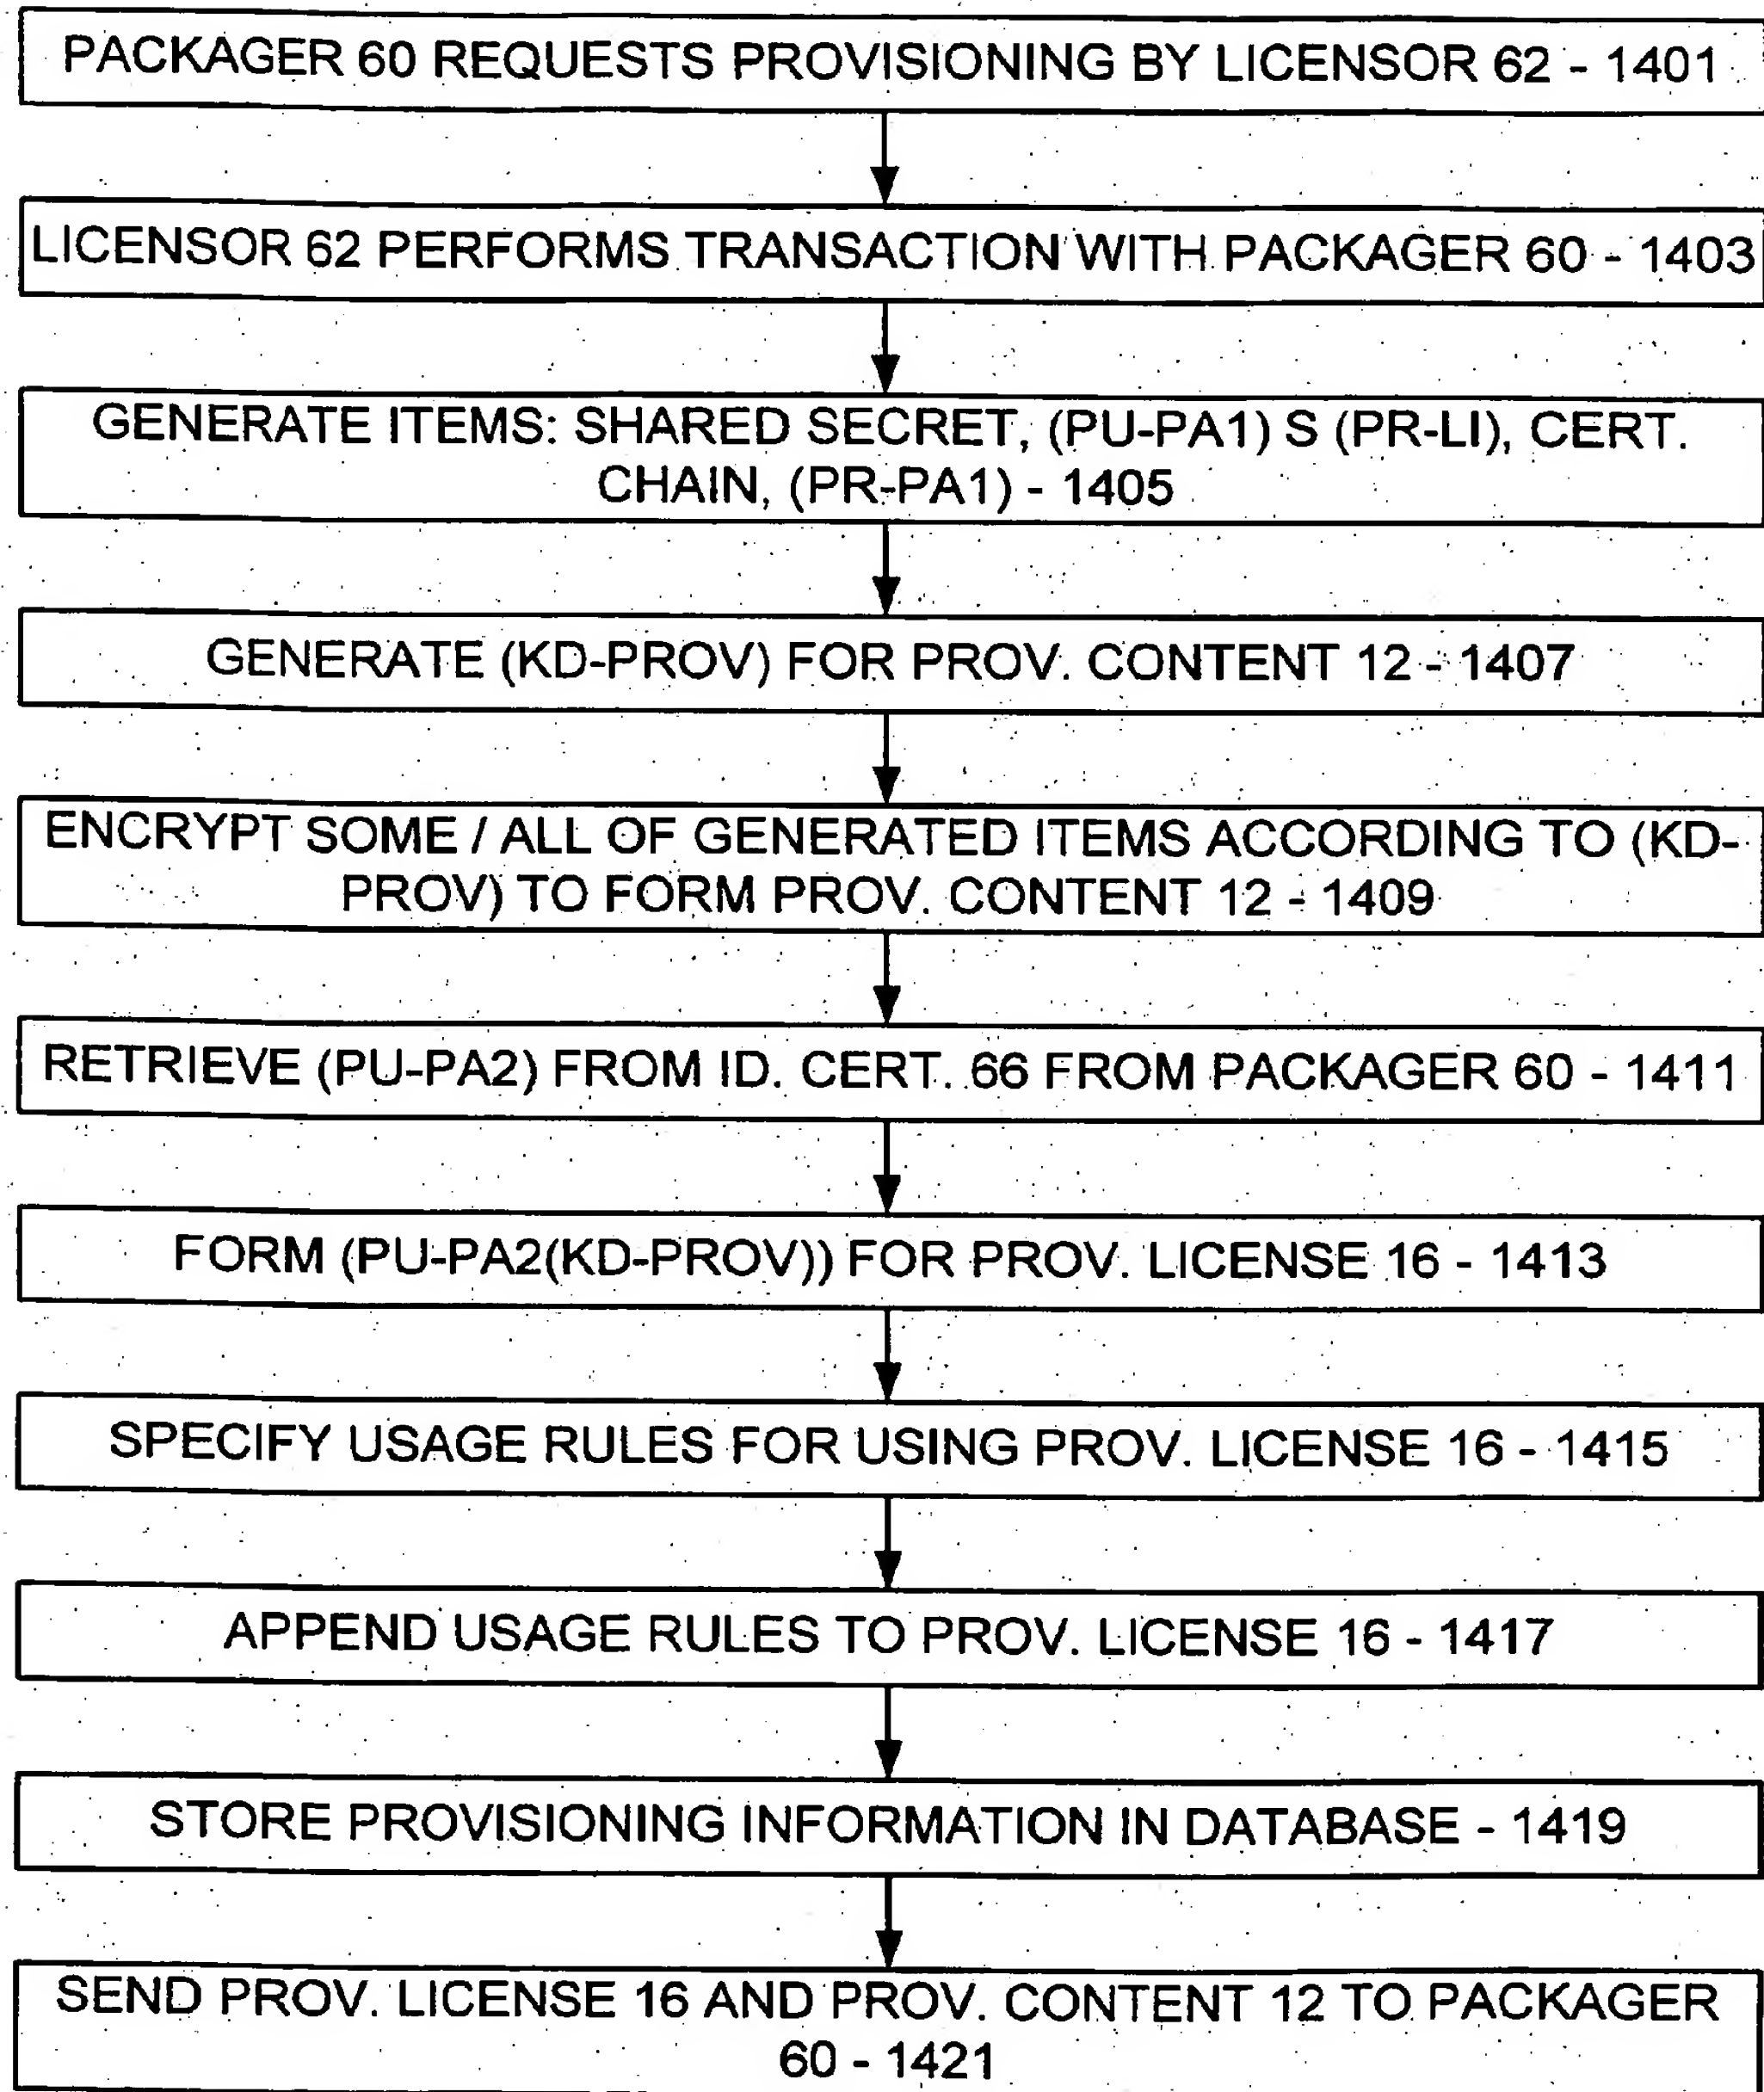 PACKAGER 60 REQUESTS PROVISIONING BY LICENSOR 62 - 1401
LICENSOR 62 PERFORMS TRANSACTION WITH PACKAGER 60 - 1403
GENERATE ITEMS: SHARED SECRET, (PU-PA1) S (PR-LI), CERT.
CHAIN, (PR-PA1) - 1405
GENERATE (KD-PROV) FOR PROV. CONTENT 12 - 1407
ENCRYPT SOME / ALL OF GENERATED ITEMS ACCORDING TO (KD-
PROV) TO FORM PROV. CONTENT 12 - 1409
RETRIEVE (PU-PA2) FROM ID. CERT. 66 FROM PACKAGER 60 - 1411
FORM (PU-PA2(KD-PROV)) FOR PROV. LICENSE 16 - 1413
SPECIFY USAGE RULES FOR USING PROV. LICENSE 16 - 1415
APPEND USAGE RULES TO PROV. LICENSE 16 - 1417
STORE PROVISIONING INFORMATION IN DATABASE - 1419
SEND PROV. LICENSE 16 AND PROV. CONTENT 12 TO PACKAGER
60 - 1421